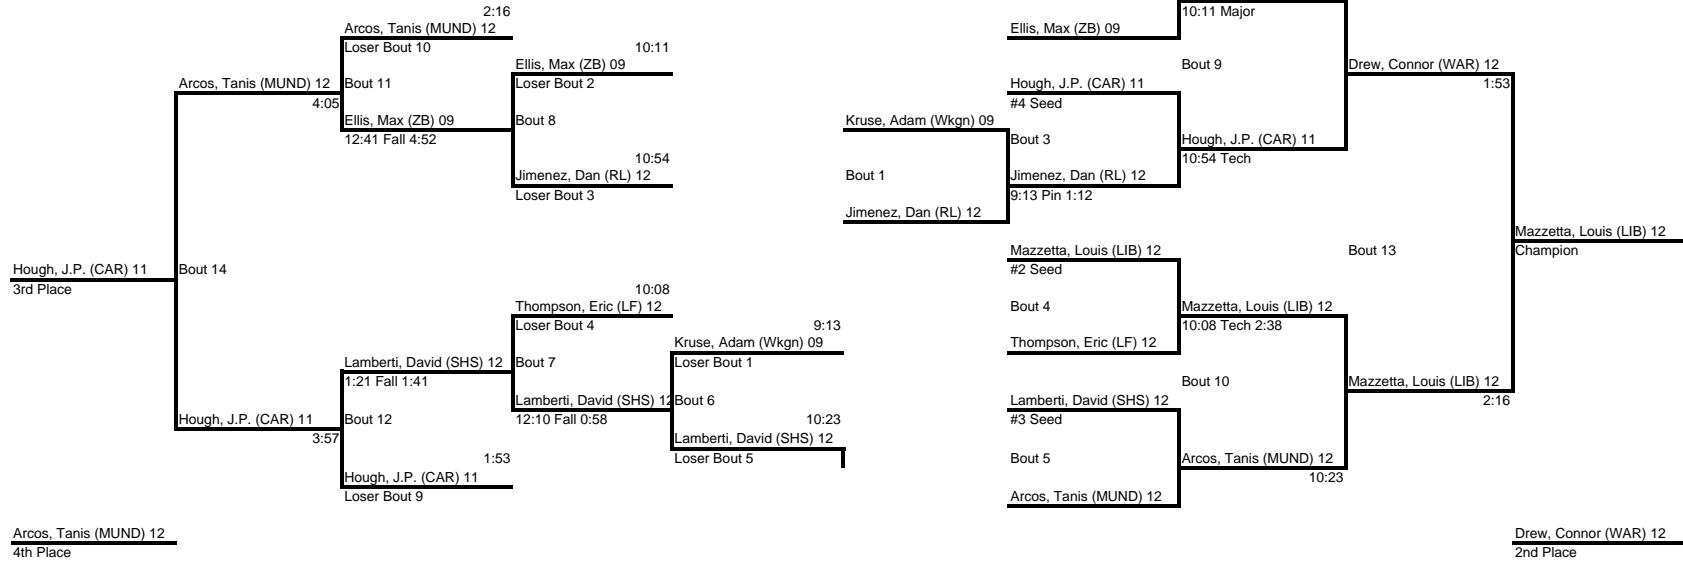 2:16
Arcos, Tanis (MUND) 12
Loser Bout 10
10:11
Ellis, Max (ZB) 09
Arcos, Tanis (MUND) 12
Bout 11
Loser Bout 2
4:05
Ellis, Max (ZB) 09
Bout 8
12:41 Fall 4:52
10:54
Jimenez, Dan (RL) 12
Loser Bout 3
Hough, J.P. (CAR) 11
Bout 14
3rd Place
10:08
Thompson, Eric (LF) 12
Loser Bout 4
9:13
Kruse, Adam (Wkgn) 09
Lamberti, David (SHS) 12
Bout 7
Loser Bout 1
1:21 Fall 1:41
Lamberti, David (SHS) 12
Bout 6
Hough, J.P. (CAR) 11
Bout 12
12:10 Fall 0:58
10:23
3:57
Lamberti, David (SHS) 12
1:53
Loser Bout 5
Hough, J.P. (CAR) 11
Loser Bout 9
Arcos, Tanis (MUND) 12
4th Place
10:11 Major
Ellis, Max (ZB) 09
Bout 9
Drew, Connor (WAR) 12
Hough, J.P. (CAR) 11
1:53
#4 Seed
Kruse, Adam (Wkgn) 09
Bout 3
Hough, J.P. (CAR) 11
10:54 Tech
Bout 1
Jimenez, Dan (RL) 12
9:13 Pin 1:12
Jimenez, Dan (RL) 12
Mazzetta, Louis (LIB) 12
Mazzetta, Louis (LIB) 12
Bout 13
Champion
#2 Seed
Bout 4
Mazzetta, Louis (LIB) 12
10:08 Tech 2:38
Thompson, Eric (LF) 12
Bout 10
Mazzetta, Louis (LIB) 12
Lamberti, David (SHS) 12
2:16
#3 Seed
Bout 5
Arcos, Tanis (MUND) 12
10:23
Arcos, Tanis (MUND) 12
Drew, Connor (WAR) 12
2nd Place